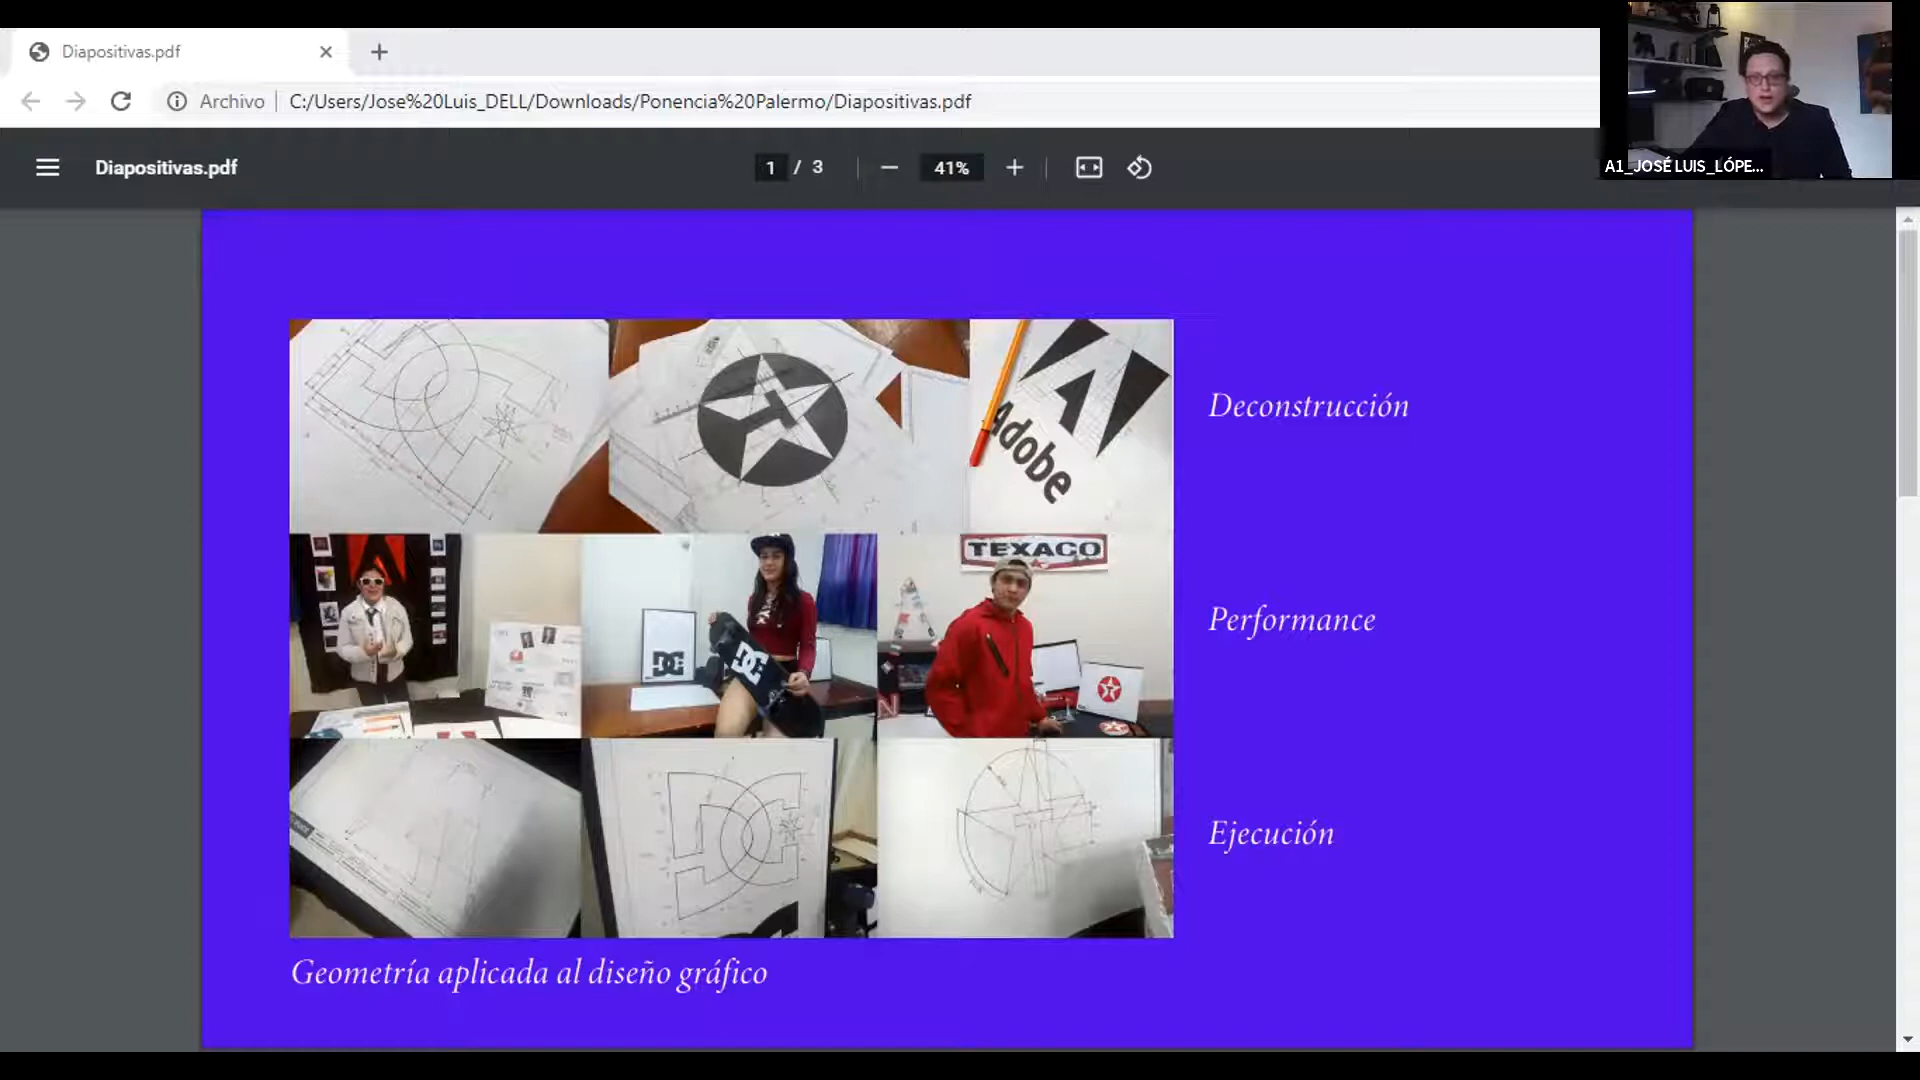 Diapositivas.pdf
Archivo
C:/Users/Jose%20Luis_DELL/Downloads/Ponencia%20Palermo/Diapositivas.pdf
Diapositivas.pdf
1 / 3
41%
A1_JOSÉ LUIS_LÓPE...
Adobe
Deconstrucción
TEXACO
DC
DC
Performance
Ejecución
Geometría aplicada al diseño gráfico